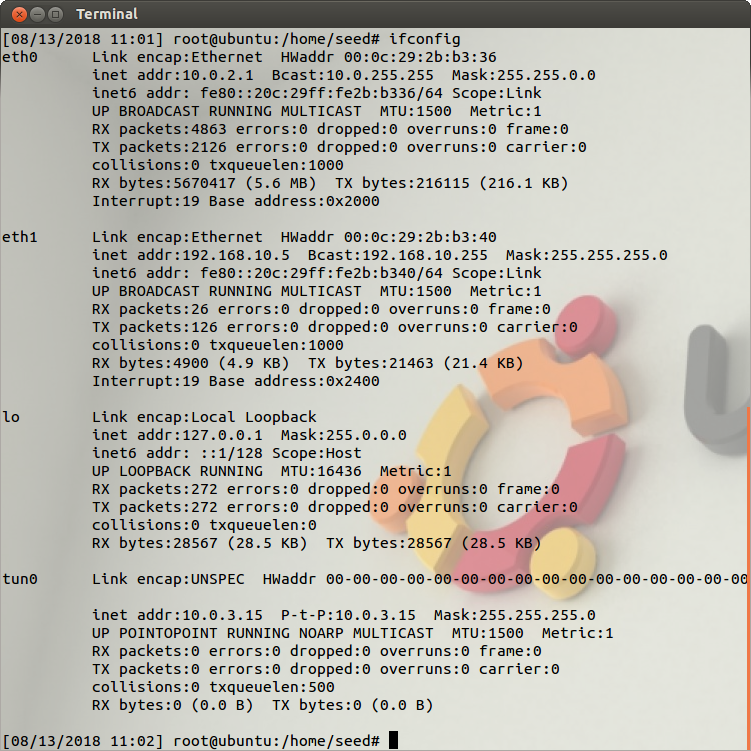 Terminal
[08/13/2018 11:01] root@ubuntu:/home/seed# ifconfig
eth0      Link encap:Ethernet  HWaddr 00:0c:29:2b:b3:36
          inet addr:10.0.2.1  Bcast:10.0.255.255  Mask:255.255.0.0
          inet6 addr: fe80::20c:29ff:fe2b:b336/64 Scope:Link
          UP BROADCAST RUNNING MULTICAST  MTU:1500  Metric:1
          RX packets:4863 errors:0 dropped:0 overruns:0 frame:0
          TX packets:2126 errors:0 dropped:0 overruns:0 carrier:0
          collisions:0 txqueuelen:1000
          RX bytes:5670417 (5.6 MB)  TX bytes:216115 (216.1 KB)
          Interrupt:19 Base address:0x2000
eth1      Link encap:Ethernet  HWaddr 00:0c:29:2b:b3:40
          inet addr:192.168.10.5  Bcast:192.168.10.255  Mask:255.255.255.0
          inet6 addr: fe80::20c:29ff:fe2b:b340/64 Scope:Link
          UP BROADCAST RUNNING MULTICAST  MTU:1500  Metric:1
          RX packets:26 errors:0 dropped:0 overruns:0 frame:0
          TX packets:126 errors:0 dropped:0 overruns:0 carrier:0
          collisions:0 txqueuelen:1000
          RX bytes:4900 (4.9 KB)  TX bytes:21463 (21.4 KB)
          Interrupt:19 Base address:0x2400
lo        Link encap:Local Loopback
          inet addr:127.0.0.1  Mask:255.0.0.0
          inet6 addr: ::1/128 Scope:Host
          UP LOOPBACK RUNNING  MTU:16436  Metric:1
          RX packets:272 errors:0 dropped:0 overruns:0 frame:0
          TX packets:272 errors:0 dropped:0 overruns:0 carrier:0
          collisions:0 txqueuelen:0
          RX bytes:28567 (28.5 KB)  TX bytes:28567 (28.5 KB)
tun0      Link encap:UNSPEC  HWaddr 00-00-00-00-00-00-00-00-00-00-00-00-00-00-00-00
          inet addr:10.0.3.15  P-t-P:10.0.3.15  Mask:255.255.255.0
          UP POINTOPOINT RUNNING NOARP MULTICAST  MTU:1500  Metric:1
          RX packets:0 errors:0 dropped:0 overruns:0 frame:0
          TX packets:0 errors:0 dropped:0 overruns:0 carrier:0
          collisions:0 txqueuelen:500
          RX bytes:0 (0.0 B)  TX bytes:0 (0.0 B)
[08/13/2018 11:02] root@ubuntu:/home/seed#